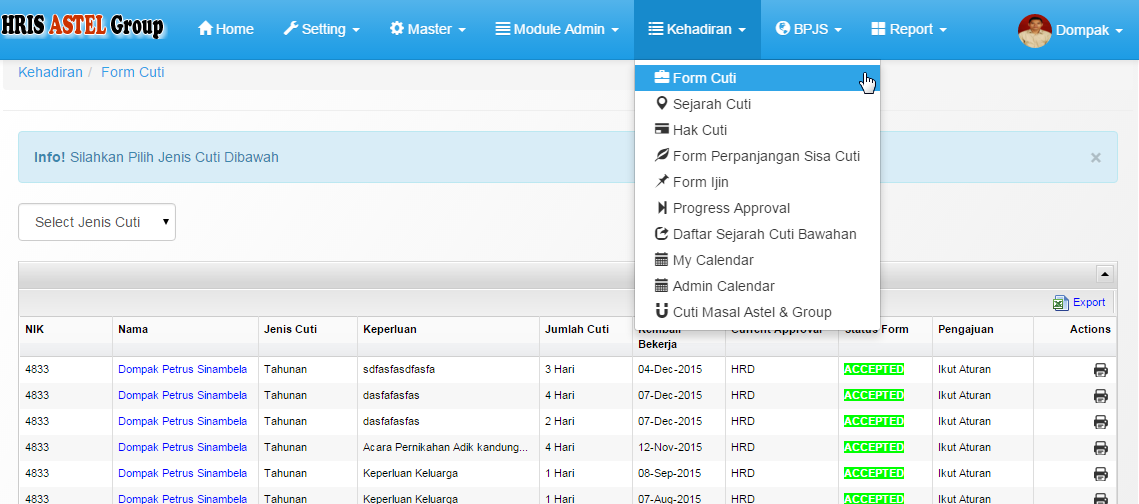 HRIS ASTEL Group Home Setting Master Module Admin Kehadiran BPJS Report Dompak
Kehadiran / Form Cuti
Form Cuti
Sejarah Cuti
Hak Cuti
Form Perpanjangan Sisa Cuti
Form Ijin
Progress Approval
Daftar Sejarah Cuti Bawahan
My Calendar
Admin Calendar
Cuti Masal Astel & Group
Info! Silahkan Pilih Jenis Cuti Dibawah ×
Select Jenis Cuti
Export
NIK Nama Jenis Cuti Keperluan Jumlah Cuti Kembali Bekerja Current Approval Status Form Pengajuan Actions
4833 Dompak Petrus Sinambela Tahunan sdfasfasdfasfa 3 Hari 04-Dec-2015 HRD ACCEPTED Ikut Aturan
4833 Dompak Petrus Sinambela Tahunan dasfafasfas 4 Hari 07-Dec-2015 HRD ACCEPTED Ikut Aturan
4833 Dompak Petrus Sinambela Tahunan dasfafasfas 2 Hari 07-Dec-2015 HRD ACCEPTED Ikut Aturan
4833 Dompak Petrus Sinambela Tahunan Acara Pernikahan Adik kandung... 4 Hari 12-Nov-2015 HRD ACCEPTED Ikut Aturan
4833 Dompak Petrus Sinambela Tahunan Keperluan Keluarga 1 Hari 08-Sep-2015 HRD ACCEPTED Ikut Aturan
4833 Dompak Petrus Sinambela Tahunan Keperluan Keluarga 1 Hari 07-Aug-2015 HRD ACCEPTED Ikut Aturan